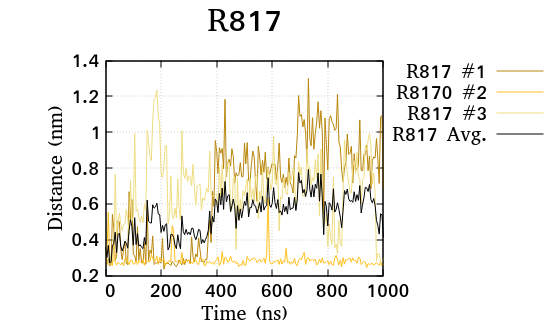 R817
1.4
1.2
1
0.8
0.6
0.4
0.2
Distance (nm)
0 200 400 600 800 1000
Time (ns)
R817 #1
R8170 #2
R817 #3
R817 Avg.